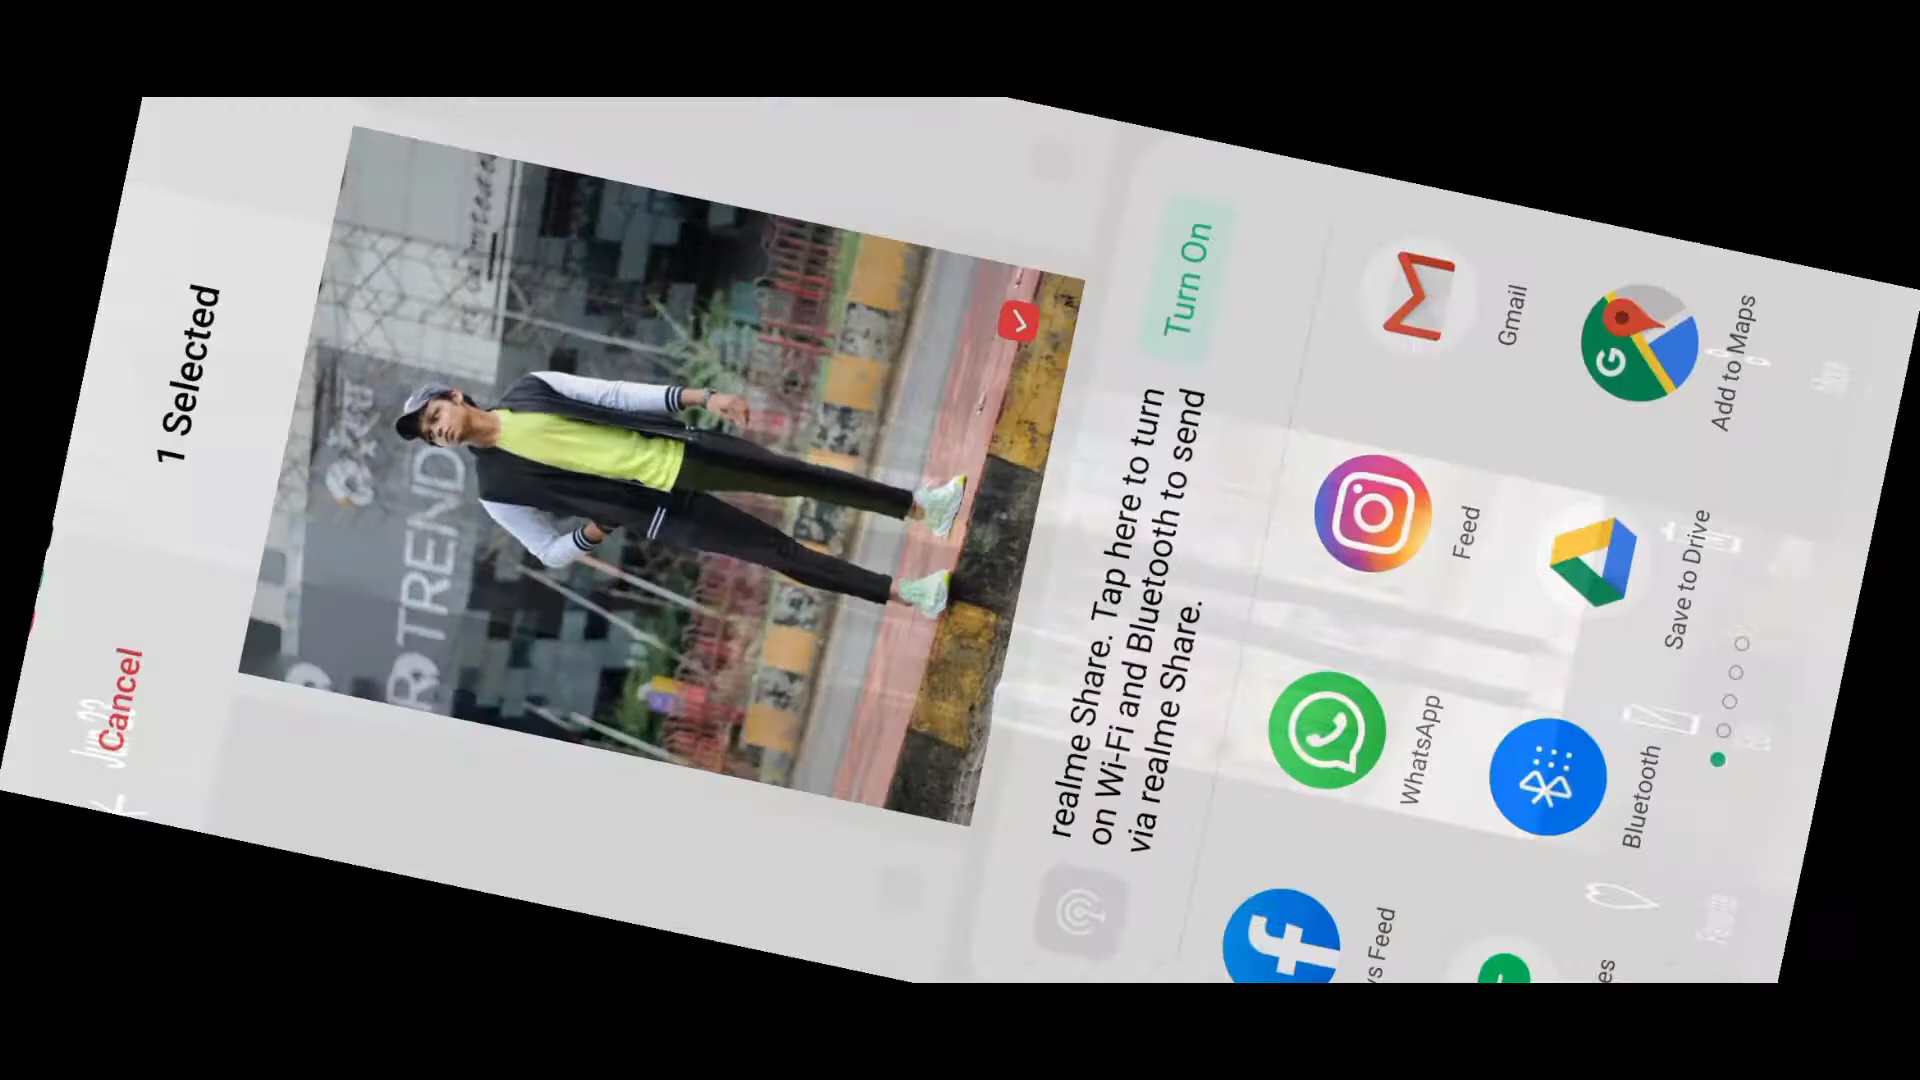 Cancel
1 Selected
TREND
realme Share. Tap here to turn
on Wi-Fi and Bluetooth to send
via realme Share.
Turn On
WhatsApp
Feed
Gmail
Bluetooth
Save to Drive
Add to Maps